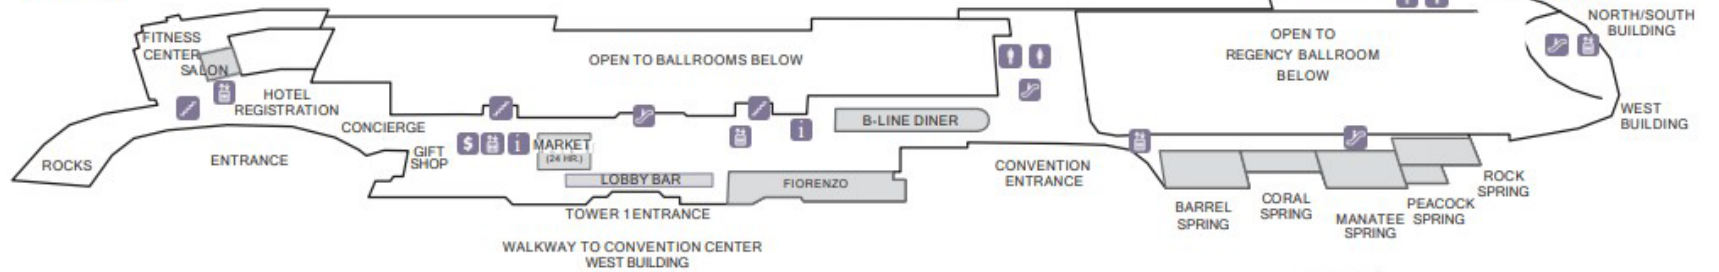 FITNESS
CENTER
SALON
HOTEL
REGISTRATION
CONCIERGE
ROCKS
ENTRANCE
GIFT
SHOP
$
i
MARKET
(24 HR.)
LOBBY BAR
TOWER 1 ENTRANCE
WALKWAY TO CONVENTION CENTER
WEST BUILDING
OPEN TO BALLROOMS BELOW
i
B-LINE DINER
FIORENZO
CONVENTION
ENTRANCE
OPEN TO
REGENCY BALLROOM
BELOW
BARREL
SPRING
CORAL
SPRING
MANATEE
SPRING
PEACOCK
SPRING
ROCK
SPRING
NORTH/SOUTH
BUILDING
WEST
BUILDING